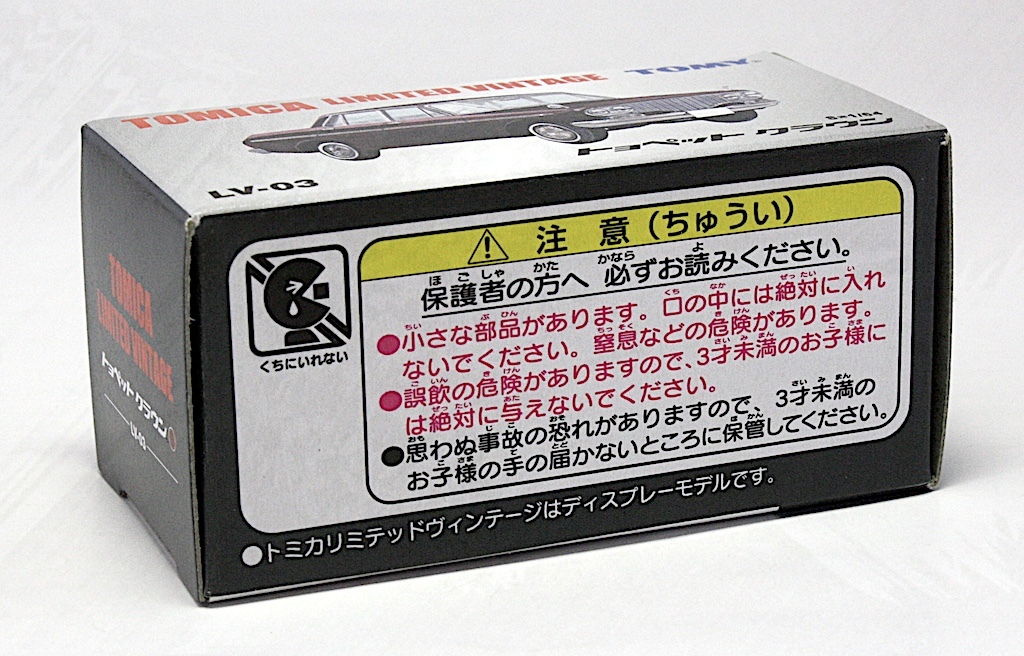 TOMICA LIMITED VINTAGE TOMY
S=1/64
トヨペット クラウン
LV-03
TOMICA
LIMITED VINTAGE
トヨペット クラウン
LV-03
くちにいれない
注意(ちゅうい)
保護者の方へ 必ずお読みください。
●小さな部品があります。口の中には絶対に入れ
ないでください。窒息などの危険があります。
●誤飲の危険がありますので、3才未満のお子様に
は絶対に与えないでください。
●思わぬ事故の恐れがありますので、3才未満の
お子様の手の届かないところに保管してください。
●トミカリミテッドヴィンテージはディスプレーモデルです。